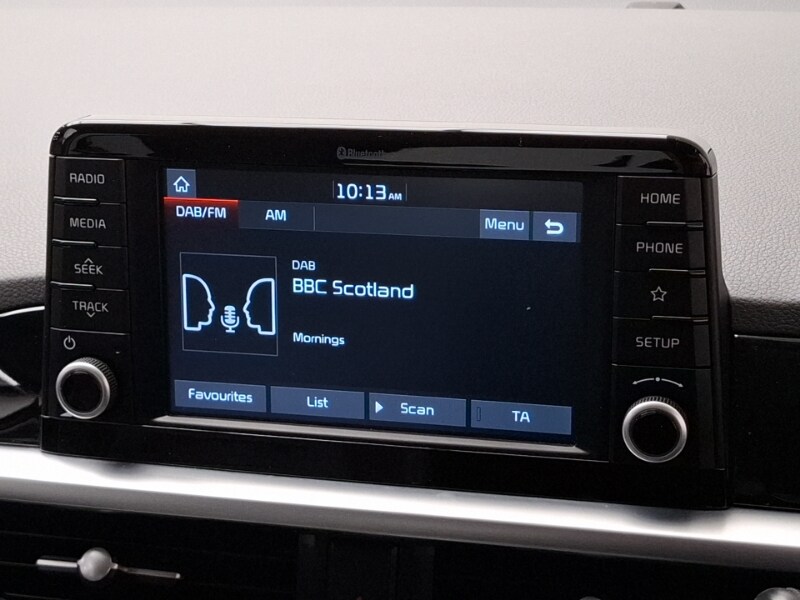 Bluetooth
RADIO
MEDIA
SEEK
TRACK
10:13 AM
DAB/FM
AM
Menu
DAB
BBC Scotland
Mornings
Favourites
List
Scan
TA
HOME
PHONE
SETUP